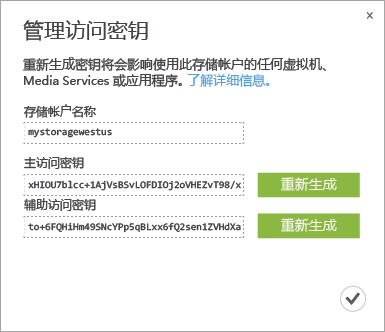 管理访问密钥
重新生成密钥将会影响使用此存储帐户的任何虚拟机、
Media Services 或应用程序。了解详细信息。
存储帐户名称
mystoragewestus
主访问密钥
xHIOU7blcc+1AjVsBSvLOFDIOj2oVHEZvT98/x
重新生成
辅助访问密钥
to+6FQHiHm49SNcYPp5qBLxx6fQ2sen1ZVHdXa
重新生成